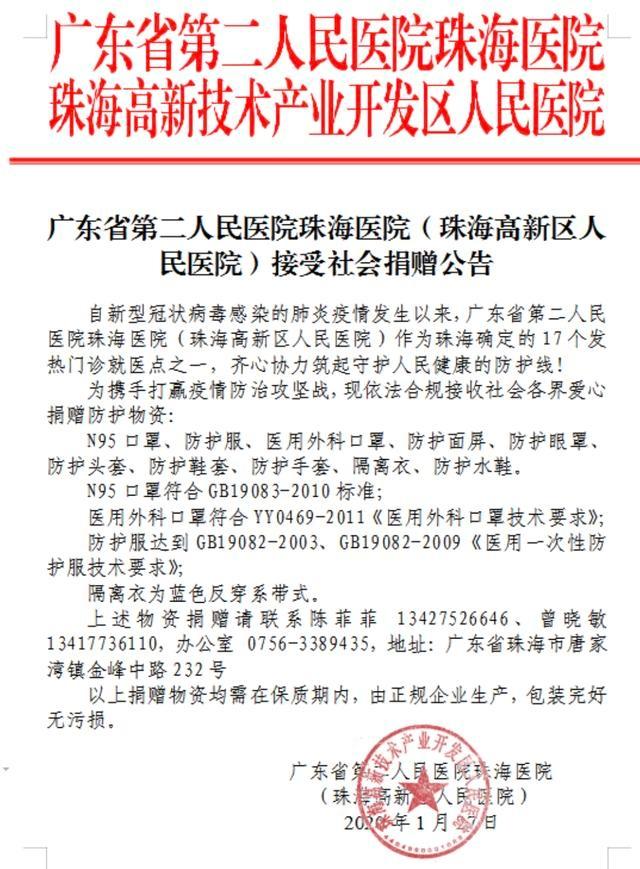 广东省第二人民医院珠海医院
珠海高新技术产业开发区人民医院
广东省第二人民医院珠海医院（珠海高新区人
民医院）接受社会捐赠公告
自新型冠状病毒感染的肺炎疫情发生以来，广东省第二人民
医院珠海医院（珠海高新区人民医院）作为珠海确定的17个发
热门诊就医点之一，齐心协力筑起守护人民健康的防护线！
为携手打赢疫情防治攻坚战，现依法合规接收社会各界爱心
捐赠防护物资：
N95口罩、防护服、医用外科口罩、防护面屏、防护眼罩、
防护头套、防护鞋套、防护手套、隔离衣、防护水鞋。
N95口罩符合GB19083-2010标准；
医用外科口罩符合YY0469-2011《医用外科口罩技术要求》；
防护服达到GB19082-2003、GB19082-2009《医用一次性防
护服技术要求》；
隔离衣为蓝色反穿系带式。
上述物资捐赠请联系陈菲菲 13427526646、曾晓敏
13417736110，办公室 0756-3389435，地址：广东省珠海市唐家
湾镇金峰中路232号
以上捐赠物资均需在保质期内，由正规企业生产，包装完好
无污损。
广东省第二人民医院珠海医院
（珠海高新区人民医院）
2020年1月27日
珠海高新技术产业开发区人民医院